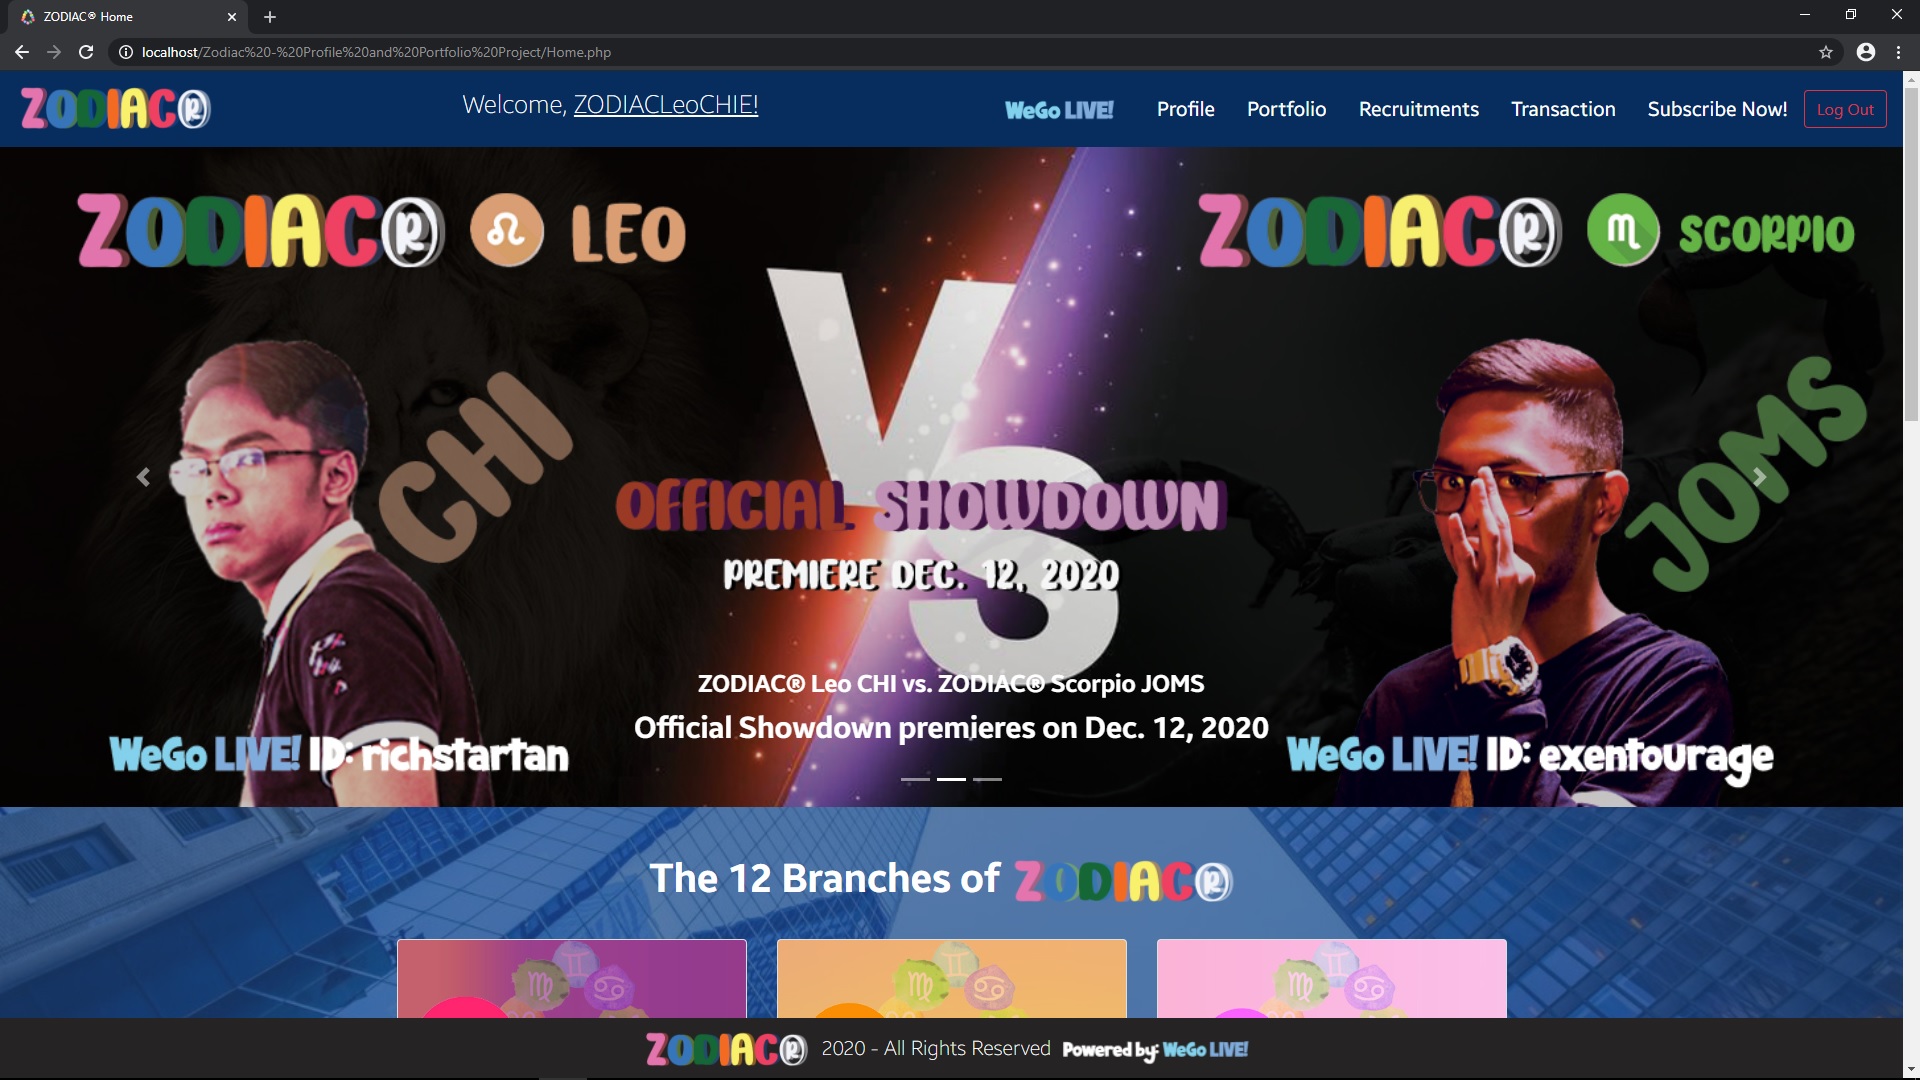 ZODIAC® Home
localhost/Zodiac%20-%20Profile%20and%20Portfolio%20Project/Home.php
ZODIAC®
Welcome, ZODIACLeoCHIE!
WeGo LIVE!
Profile
Portfolio
Recruitments
Transaction
Subscribe Now!
Log Out
ZODIAC® LEO
ZODIAC® SCORPIO
VS
CHI
JOMS
OFFICIAL SHOWDOWN
PREMIERE DEC. 12, 2020
ZODIAC® Leo CHI vs. ZODIAC® Scorpio JOMS
Official Showdown premieres on Dec. 12, 2020
WeGo LIVE! ID: richstartan
WeGo LIVE! ID: exentourage
The 12 Branches of ZODIAC®
ZODIAC® 2020 - All Rights Reserved Powered by: WeGo LIVE!